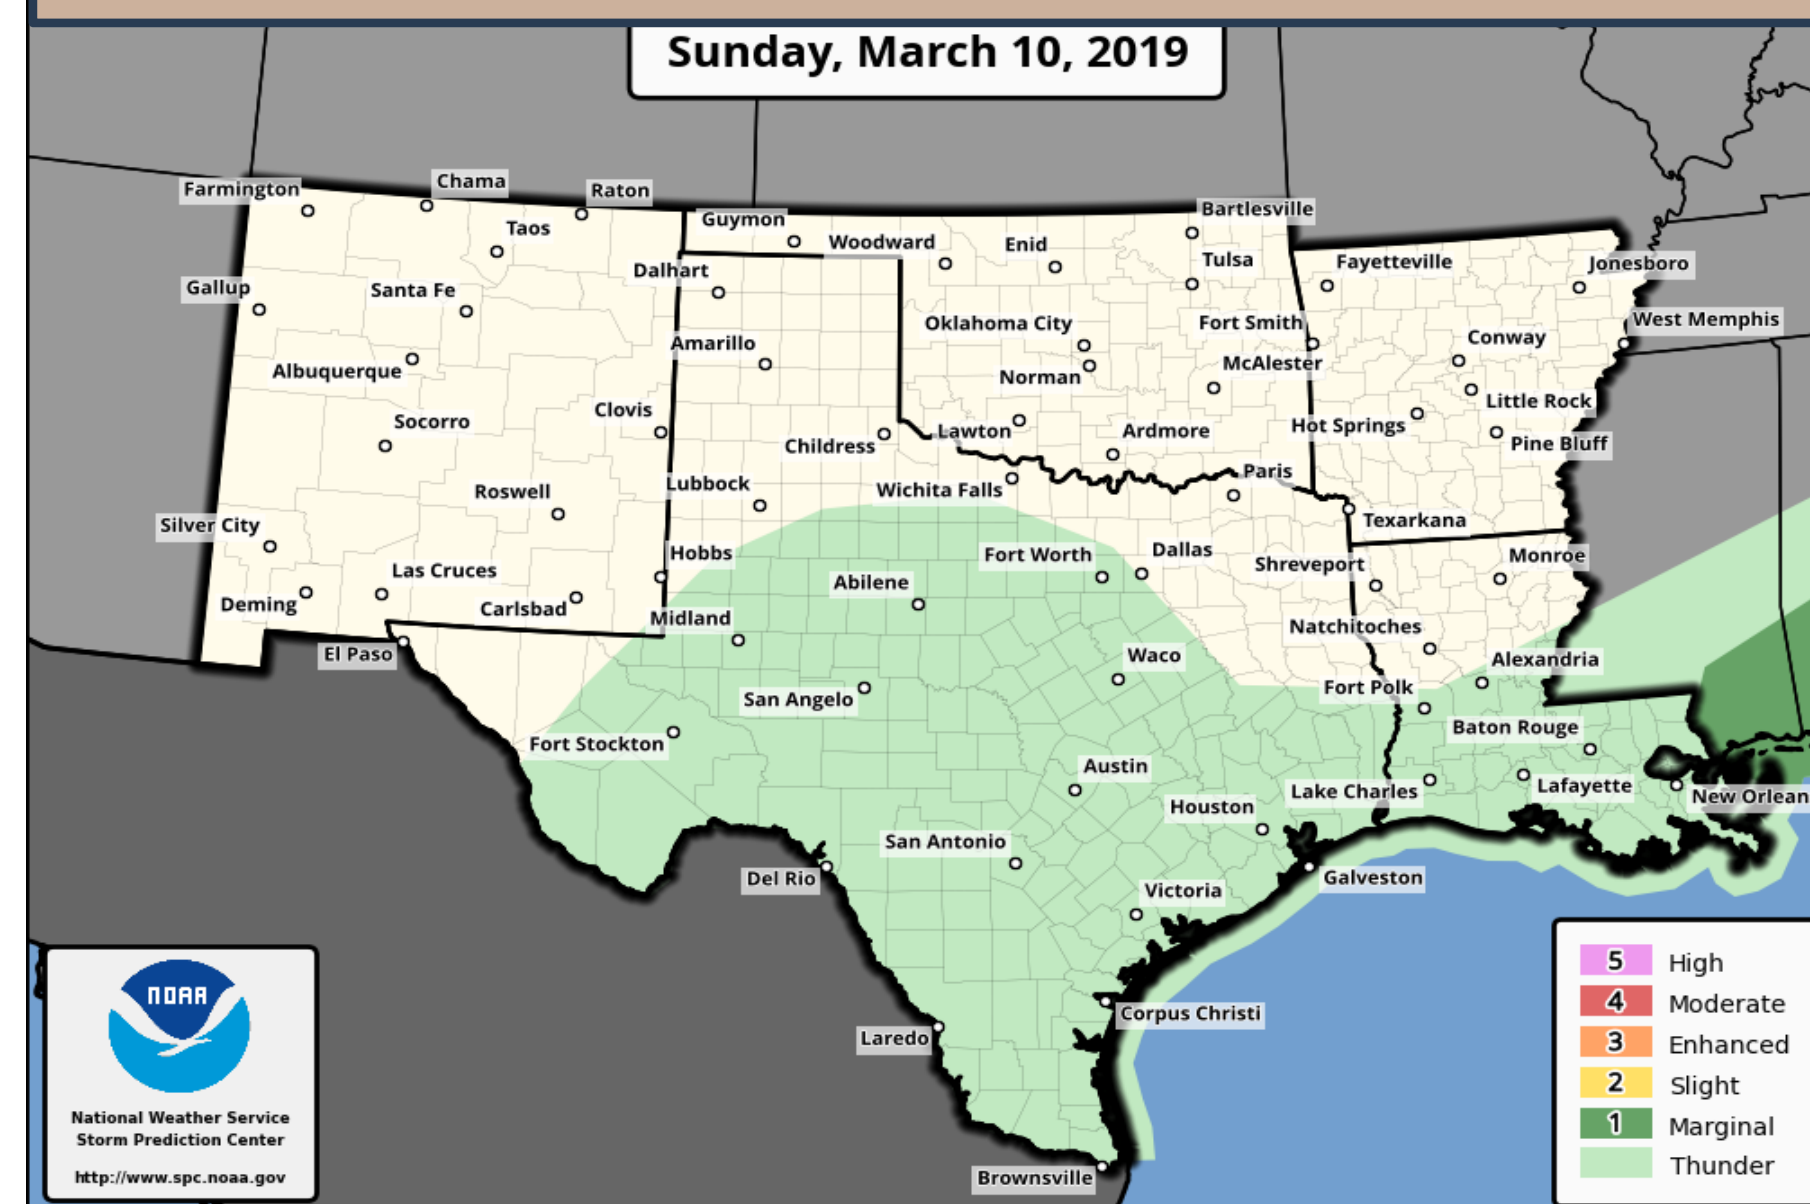 Sunday, March 10, 2019
Farmington
Chama
Raton
Guymon
Bartlesville
Taos
Woodward
Enid
Tulsa
Fayetteville
Jonesboro
Dalhart
Gallup
Santa Fe
Oklahoma City
Fort Smith
West Memphis
Amarillo
Conway
Albuquerque
Norman
McAlester
Little Rock
Clovis
Socorro
Childress
Lawton
Ardmore
Hot Springs
Pine Bluff
Lubbock
Roswell
Wichita Falls
Paris
Texarkana
Silver City
Hobbs
Fort Worth
Dallas
Shreveport
Monroe
Las Cruces
Abilene
Deming
Carlsbad
Midland
Natchitoches
El Paso
Waco
Alexandria
San Angelo
Fort Polk
Fort Stockton
Baton Rouge
Austin
Lake Charles
Lafayette
New Orlean
Houston
San Antonio
Del Rio
Galveston
Victoria
Corpus Christi
Laredo
Brownsville
NOAA
National Weather Service
Storm Prediction Center
http://www.spc.noaa.gov
5 High
4 Moderate
3 Enhanced
2 Slight
1 Marginal
Thunder